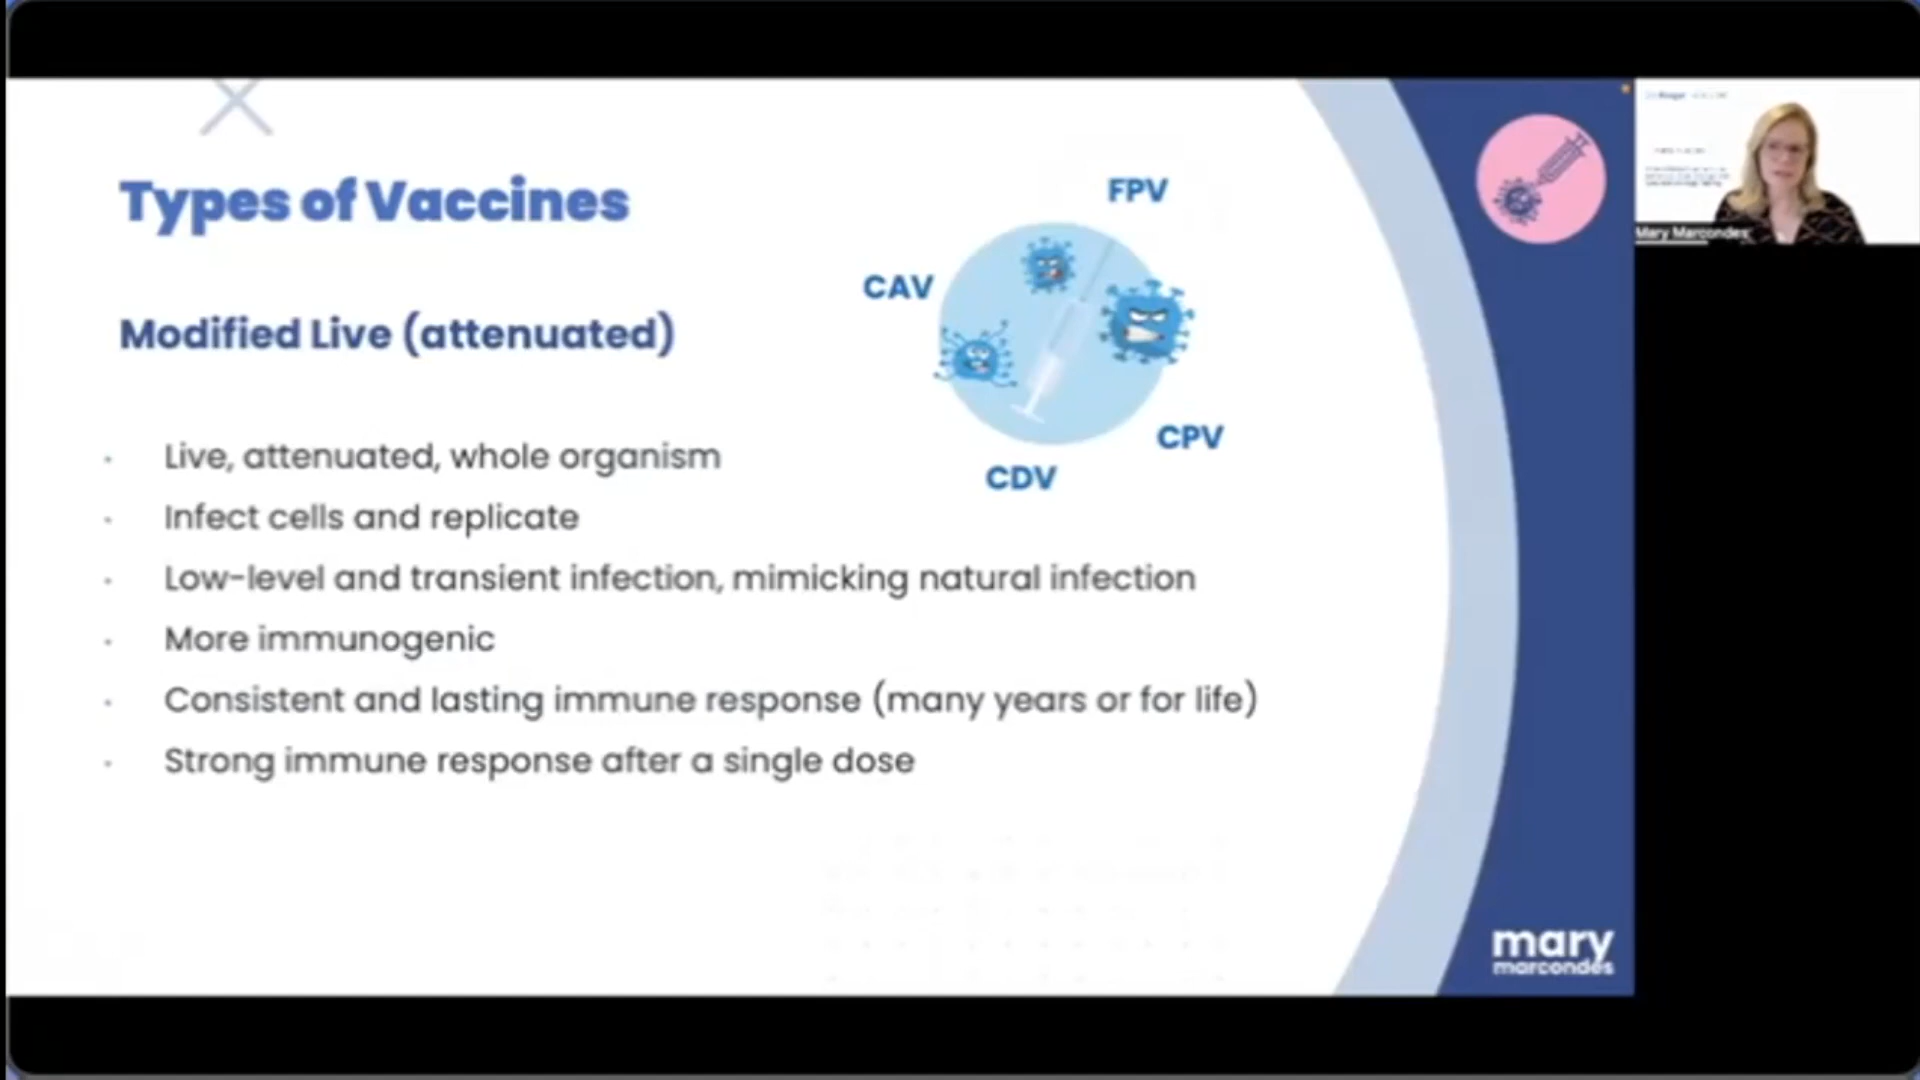 Types of Vaccines
Modified Live (attenuated)
FPV
CAV
CPV
CDV
· Live, attenuated, whole organism
· Infect cells and replicate
· Low-level and transient infection, mimicking natural infection
· More immunogenic
· Consistent and lasting immune response (many years or for life)
· Strong immune response after a single dose
Mary Marcondes
mary
marcondes